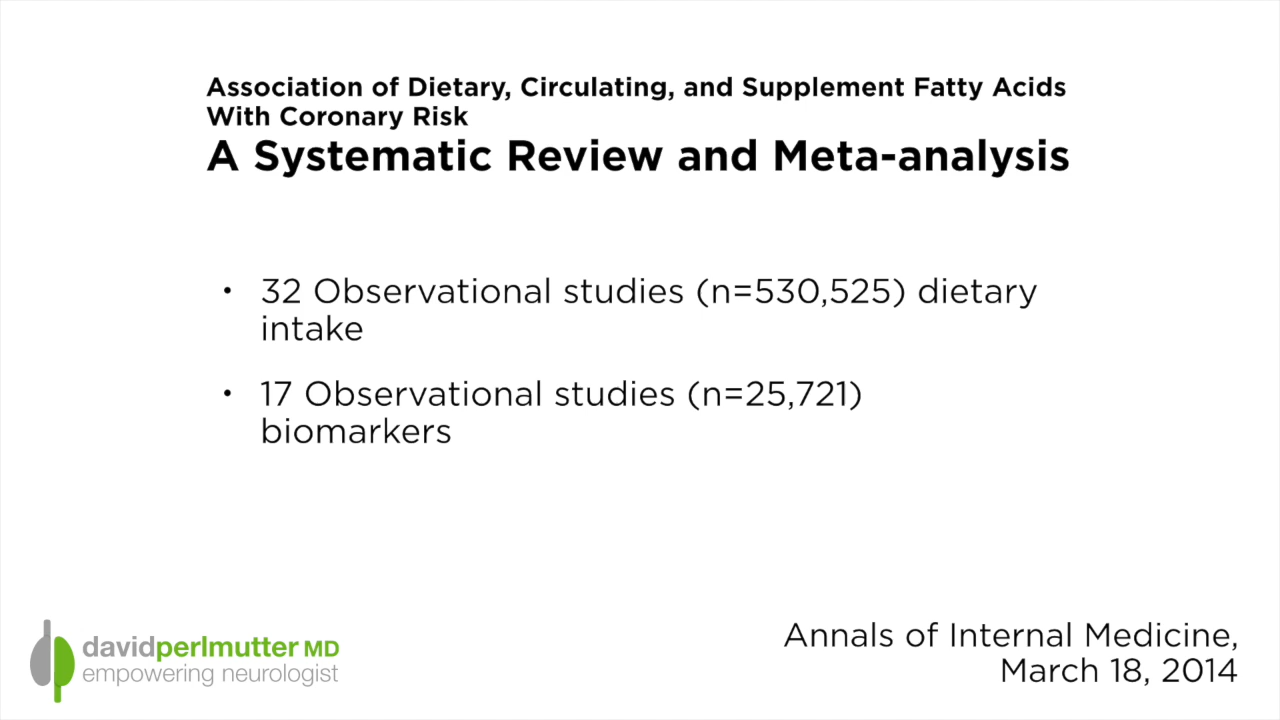 Association of Dietary, Circulating, and Supplement Fatty Acids
With Coronary Risk
A Systematic Review and Meta-analysis
• 32 Observational studies (n=530,525) dietary
intake
• 17 Observational studies (n=25,721)
biomarkers
davidperlmutter MD
empowering neurologist
Annals of Internal Medicine,
March 18, 2014